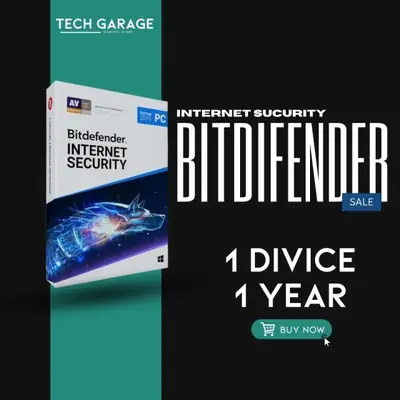 TECH GARAGE
AV
PC
Bitdefender
INTERNET
SECURITY
INTERNET SUCURITY
BITDIFENDER
SALE
1 DIVICE
1 YEAR
BUY NOW